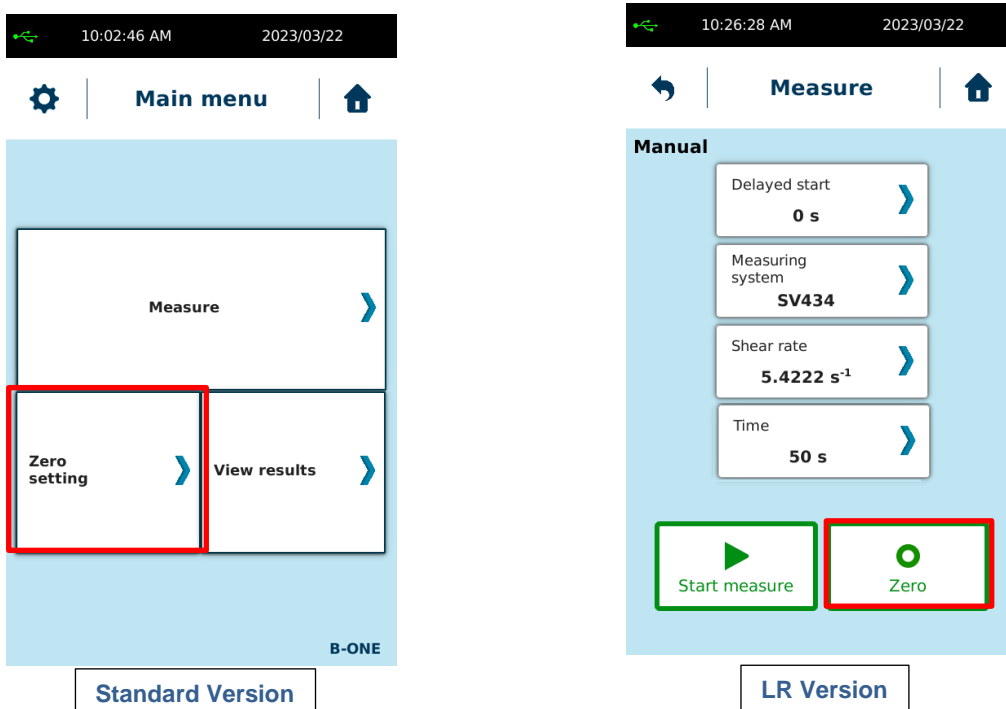 10:02:46 AM 2023/03/22
Main menu
Measure
Zero
setting
View results
B-ONE
Standard Version
10:26:28 AM 2023/03/22
Measure
Manual
Delayed start
0 s
Measuring
system
SV434
Shear rate
5.4222 s⁻¹
Time
50 s
Start measure
Zero
LR Version